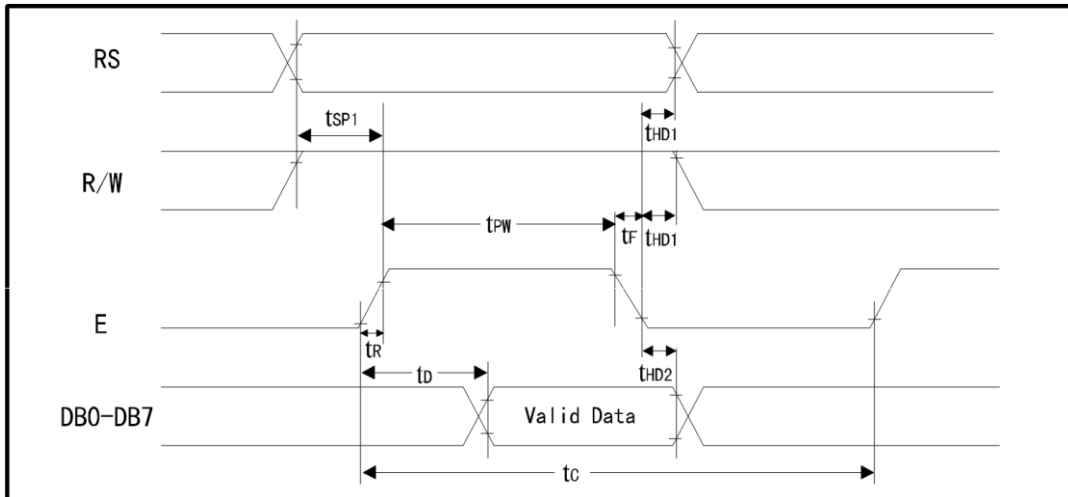 RS
tSP1
tHD1
R/W
tPW
tF
tHD1
E
tR
tD
tHD2
DB0-DB7
Valid Data
tC